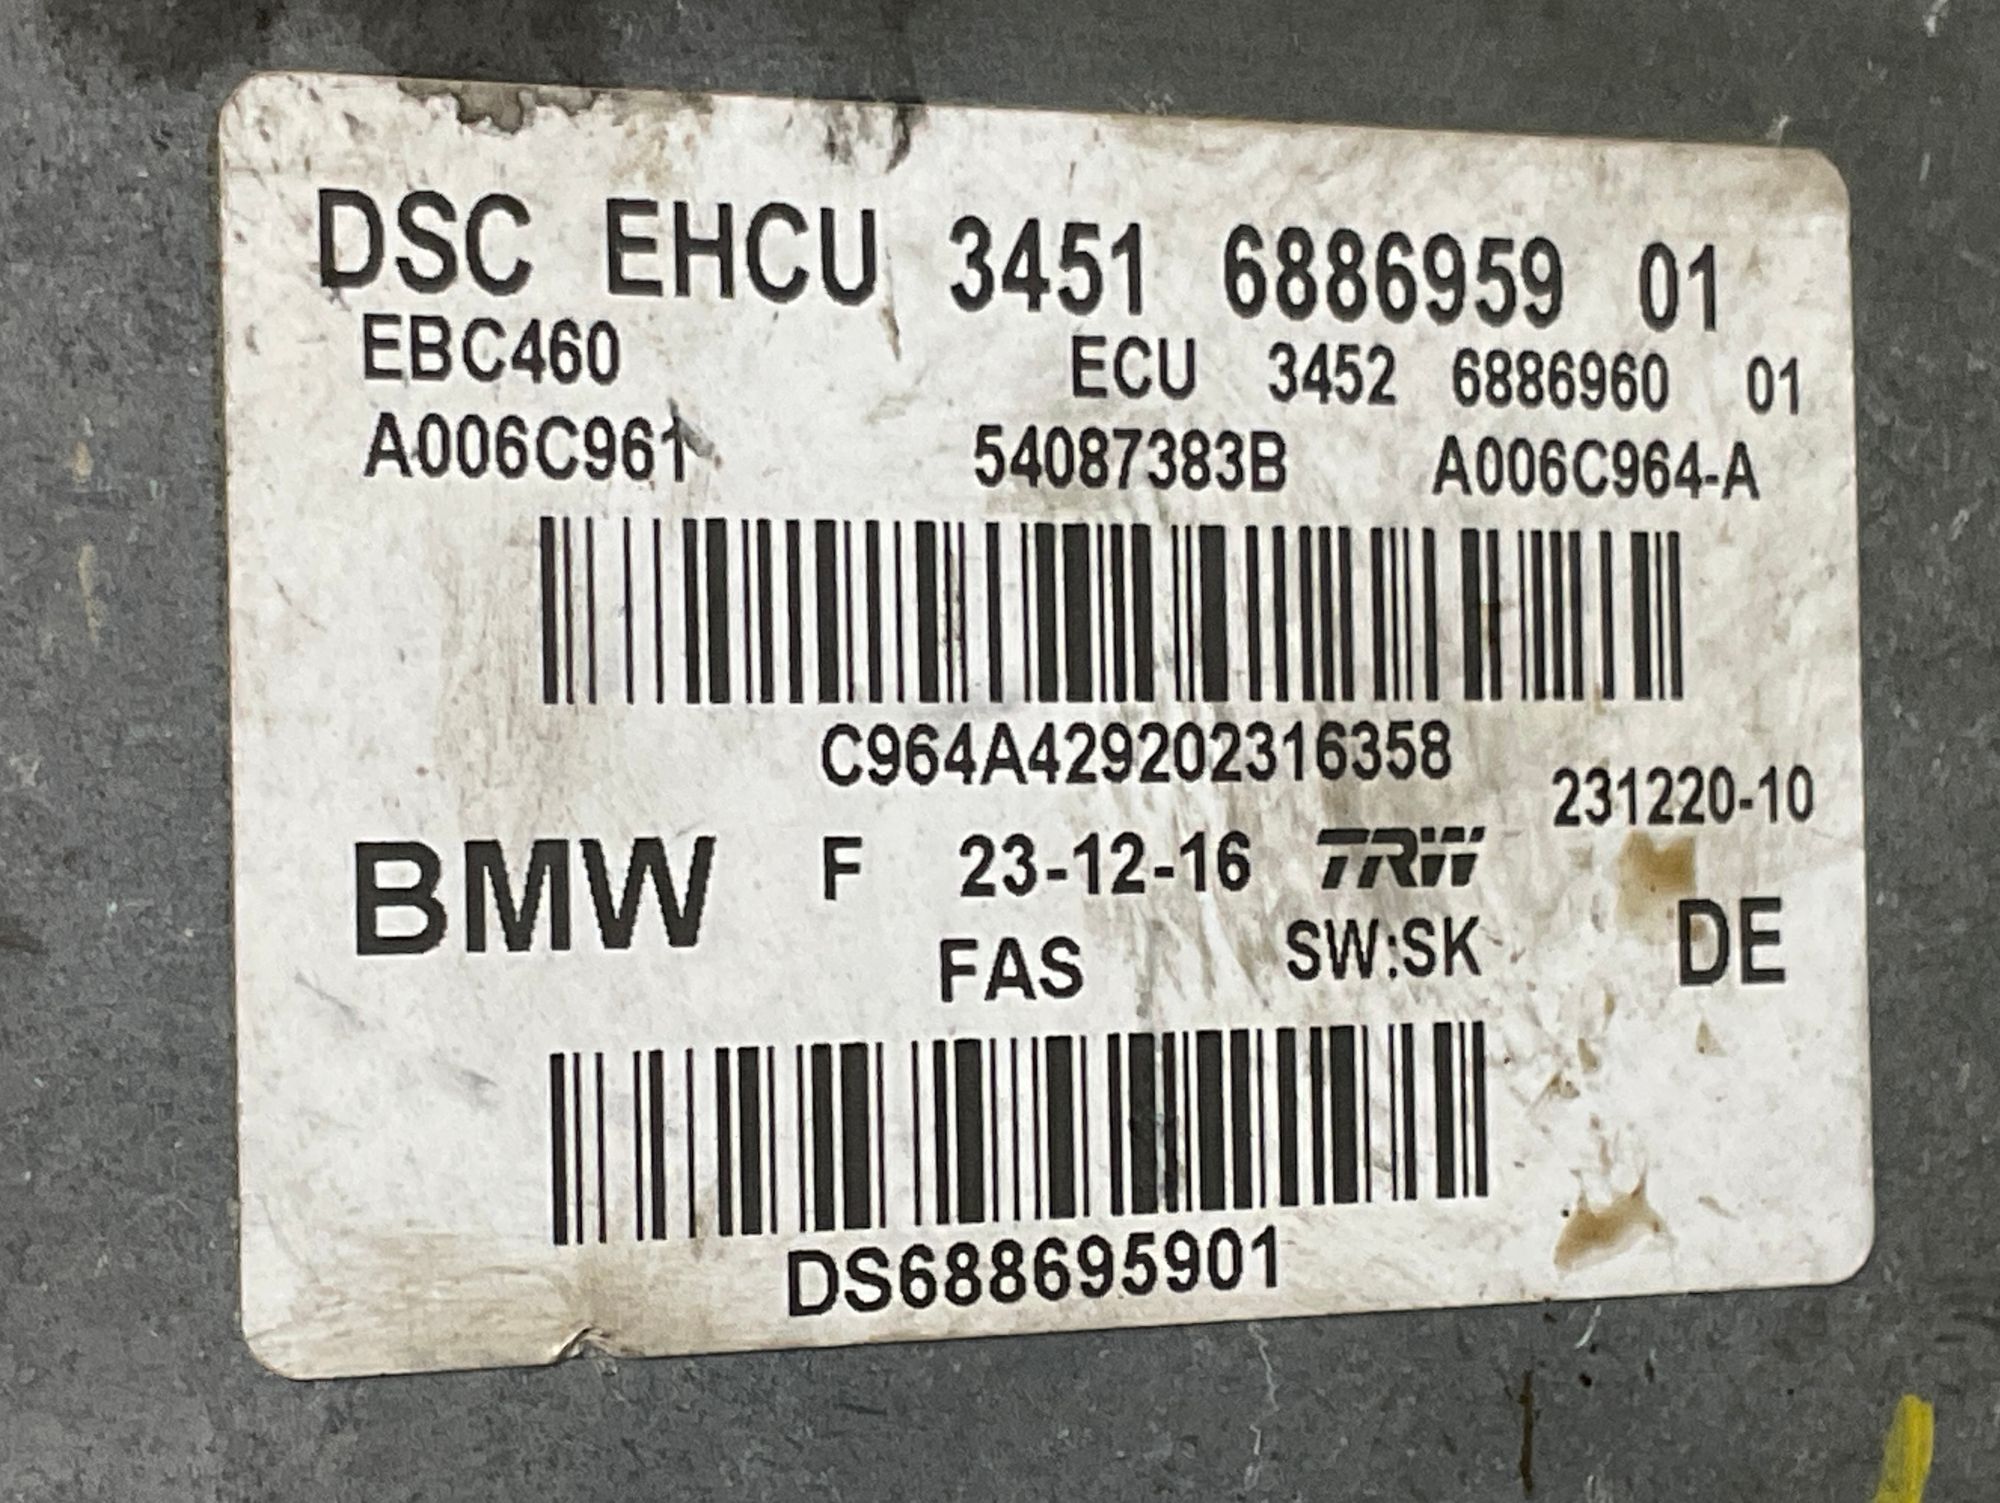 DSC EHCU 3451 6886959 01
EBC460 ECU 3452 6886960 01
A006C961 54087383B A006C964-A
C964A429202316358
231220-10
BMW F 23-12-16 TRW
FAS SW:SK DE
DS688695901